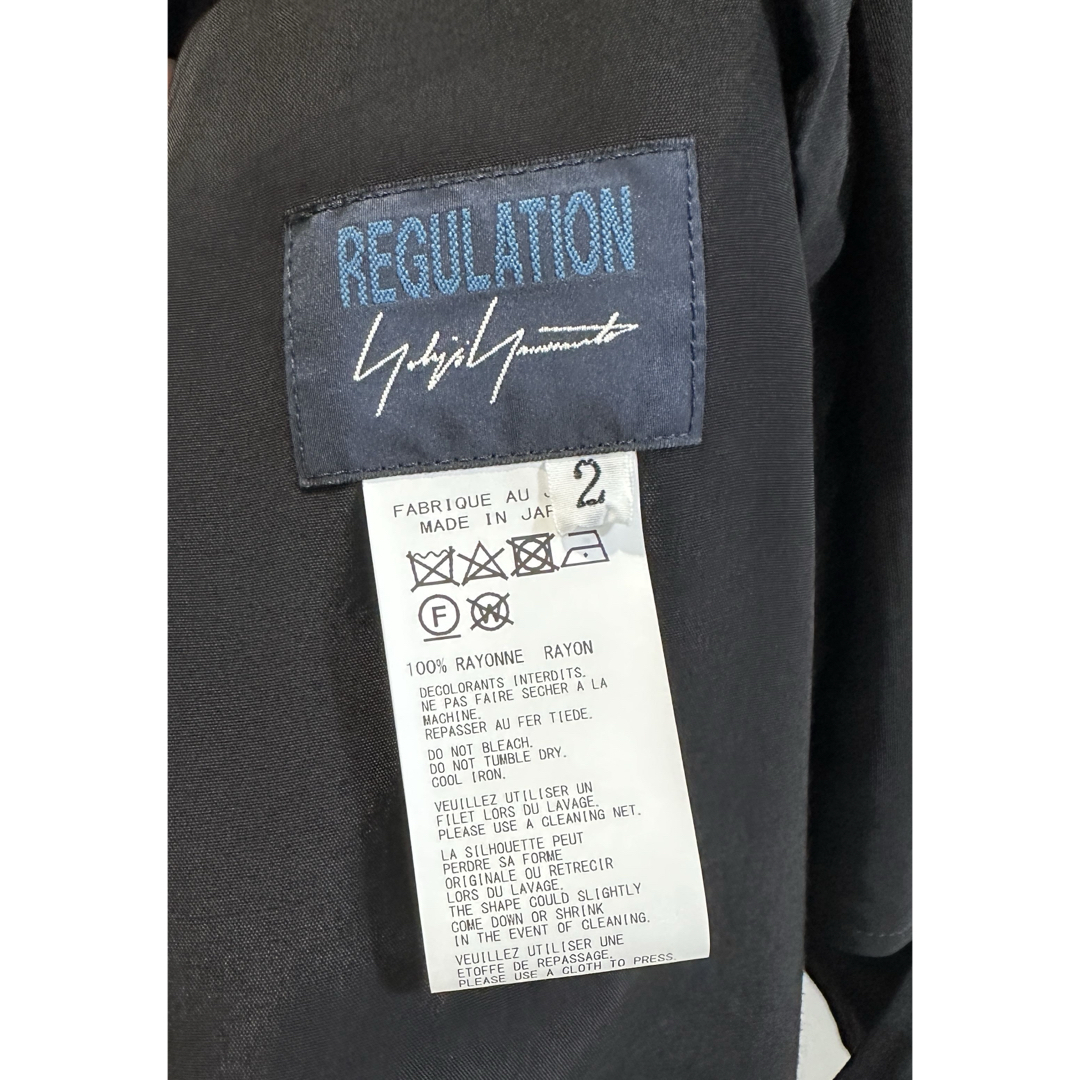 REGULATION
Yohji Yamamoto
2
FABRIQUE AU
MADE IN
F
W
100% RAYONNE RAYON
DECOLORANTS INTERDITS.
NE PAS FAIRE SECHER A LA
MACHINE.
REPASSER AU FER TIEDE.
DO NOT BLEACH.
DO NOT TUMBLE DRY.
COOL IRON.
VEUILLEZ UTILISER UN
FILET LORS DU LAVAGE.
PLEASE USE A CLEANING NET.
LA SILHOUETTE PEUT
PERDRE SA FORME
ORIGINALE OU RETRECIR
LORS DU LAVAGE.
THE SHAPE COULD SLIGHTLY
COME DOWN OR SHRINK
IN THE EVENT OF CLEANING.
VEUILLEZ UTILISER UNE
ETOFFE DE REPASSAGE.
PLEASE USE A CLOTH TO PRESS.